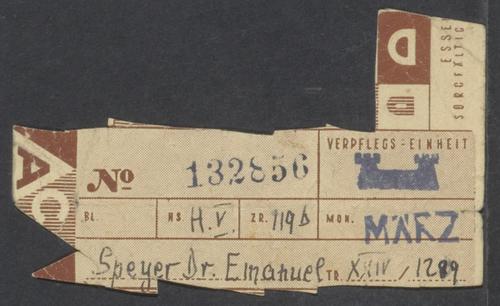 D
D
ESSE
SORGFÄLTIG
VERPFLEGS-EINHEIT
A
C
No 132856
BL. HS H.V. ZR. 119b MON. MÄRZ
Speyer Dr. Emanuel TR. XXIV/1289